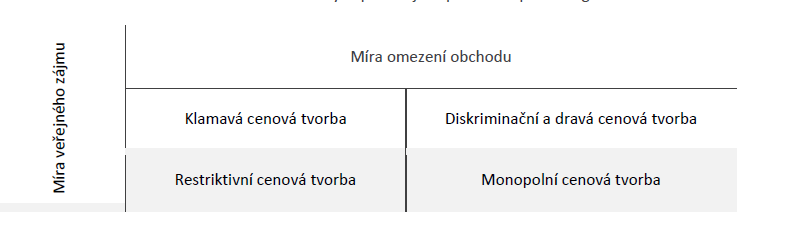 Míra omezení obchodu
Míra veřejného zájmu
Klamavá cenová tvorba
Diskriminační a dravá cenová tvorba
Restriktivní cenová tvorba
Monopolní cenová tvorba